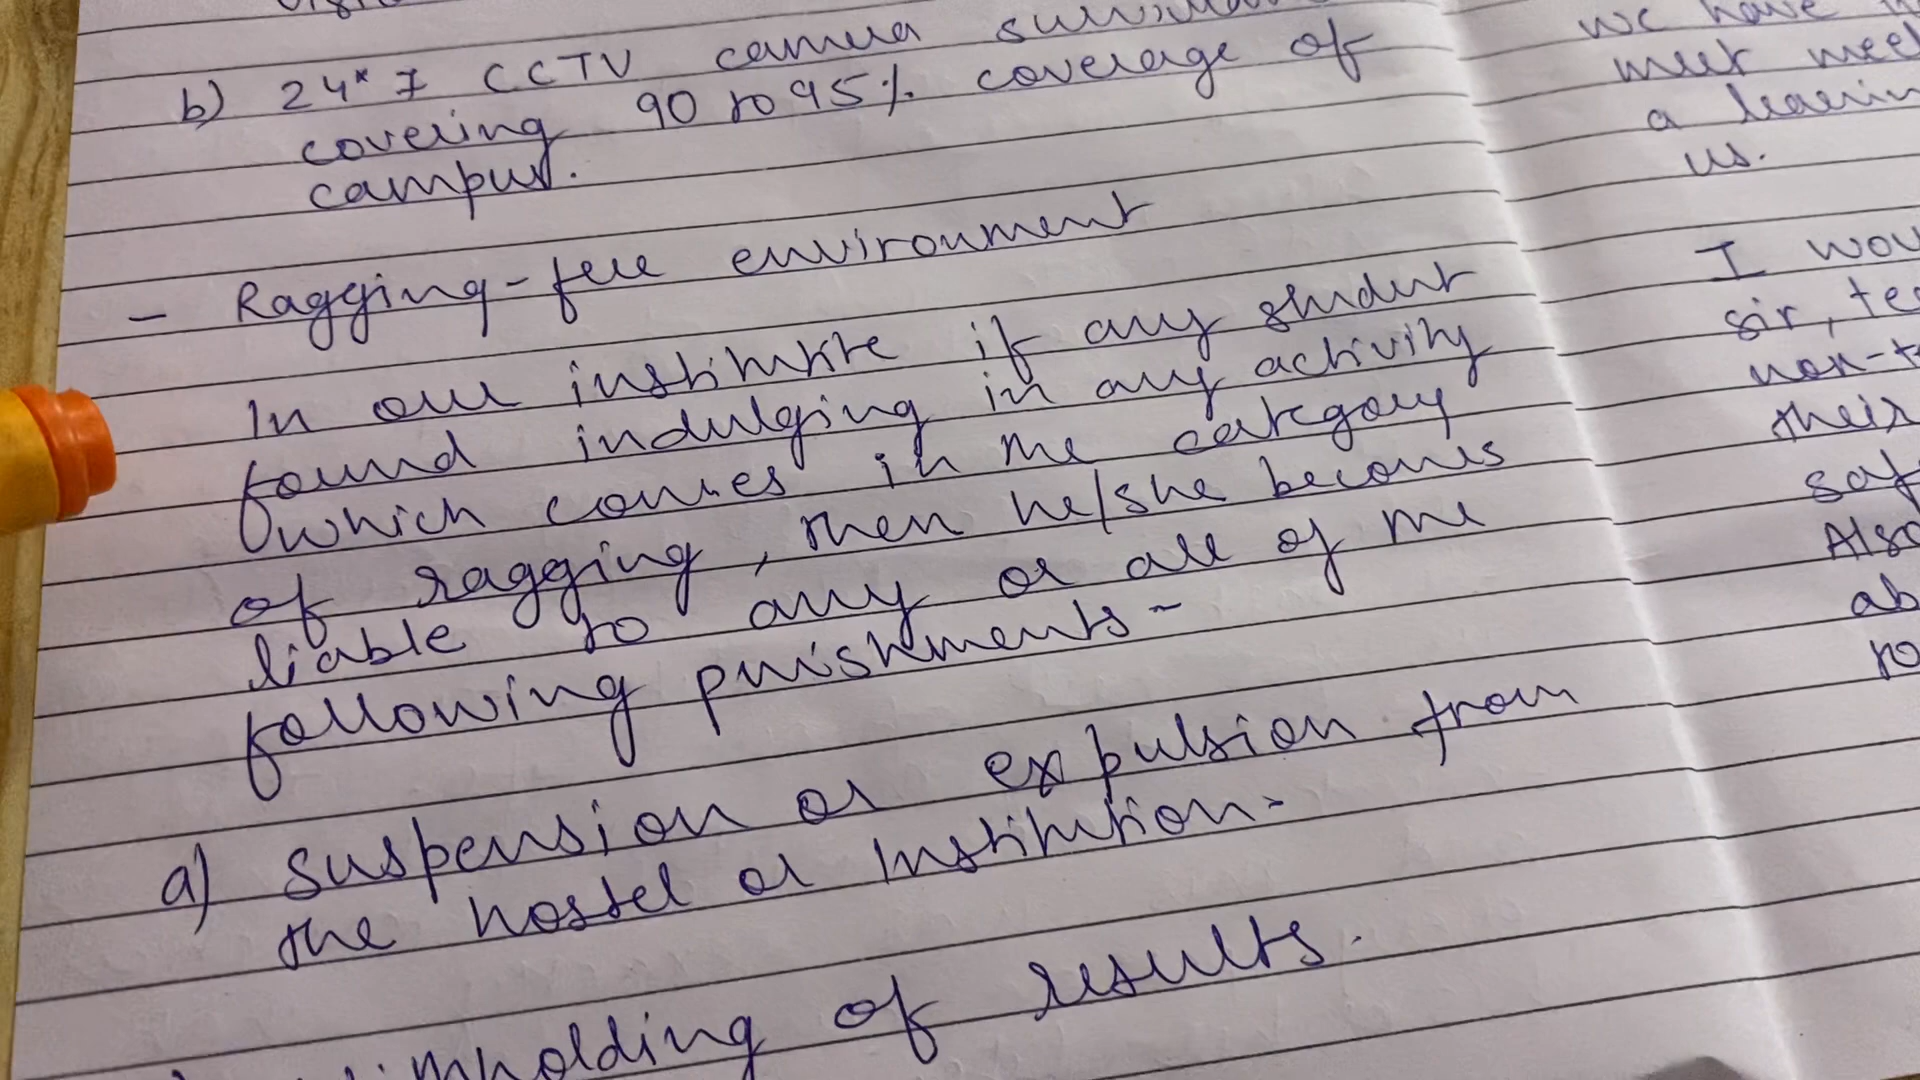 b) 24*7 CCTV camera
covering 90 to 95% coverage of
campus.
- Ragging-free environment
In our institute if any student
found indulging in any activity
which comes in the category
of ragging, then he/she becomes
liable to any or all of the
following punishments-
a) suspension or expulsion from
the hostel or Institution-
of results.
we have
meet
a
us.
I
sir,
their
Also
to